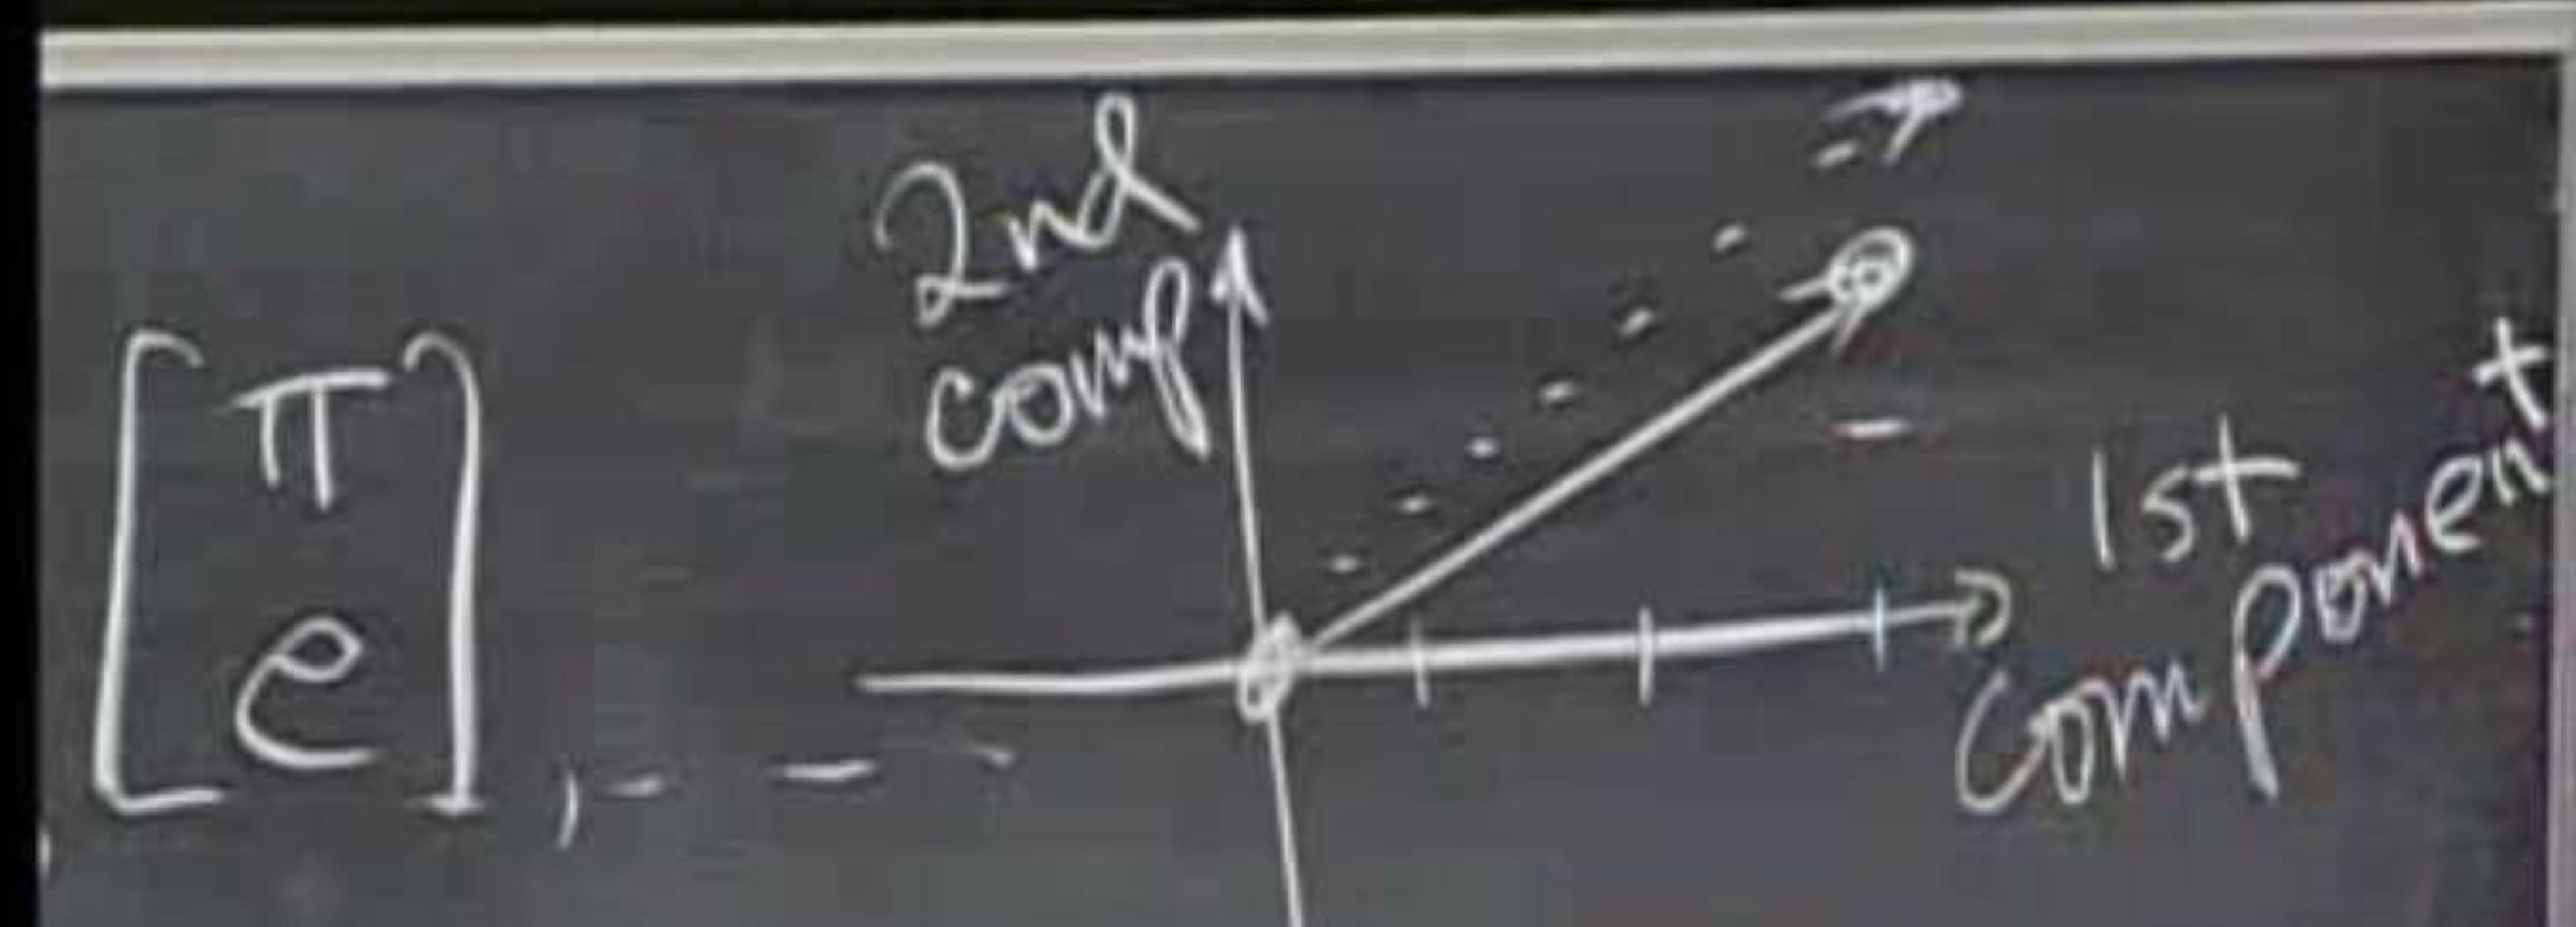 2nd
comp
[π
e], - - -
1st
component